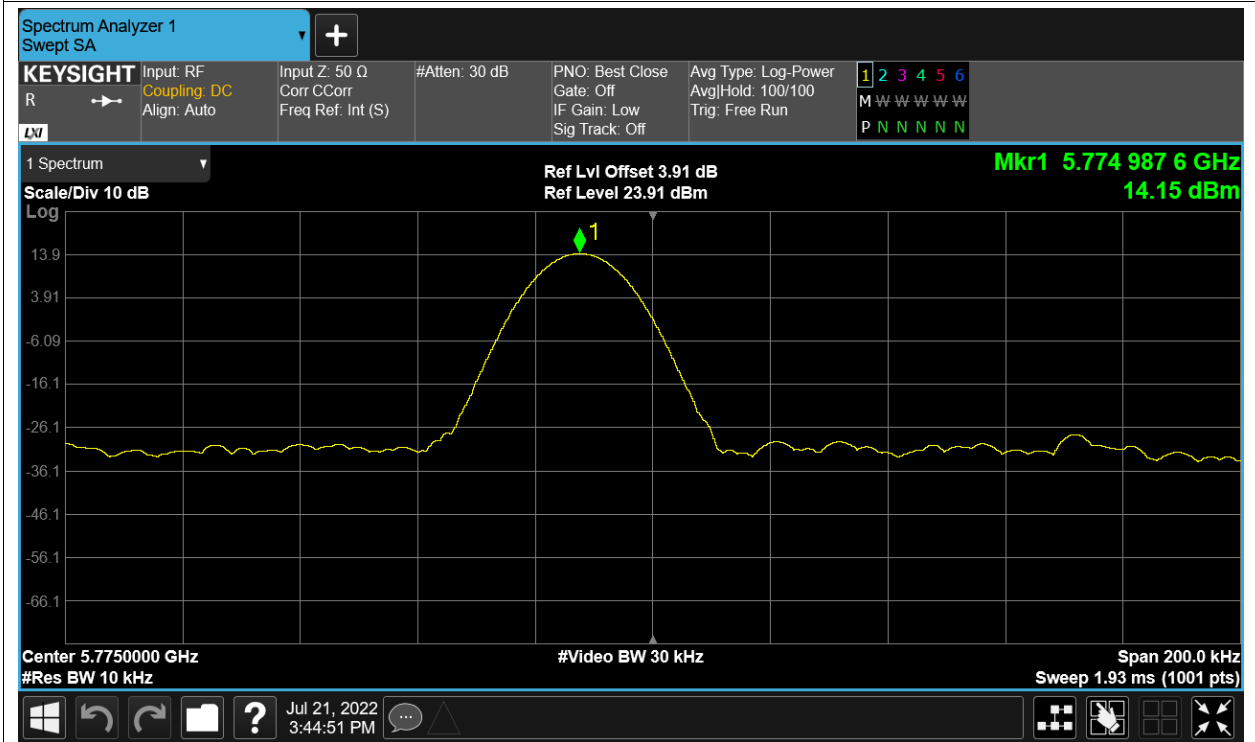 Spectrum Analyzer 1
Swept SA
KEYSIGHT
R
LXI
Input: RF
Coupling: DC
Align: Auto
Input Z: 50 Ω
Corr CCorr
Freq Ref: Int (S)
#Atten: 30 dB
PNO: Best Close
Gate: Off
IF Gain: Low
Sig Track: Off
Avg Type: Log-Power
Avg|Hold: 100/100
Trig: Free Run
1 2 3 4 5 6
M W W W W W
P N N N N N
1 Spectrum
Scale/Div 10 dB
Ref Lvl Offset 3.91 dB
Ref Level 23.91 dBm
Mkr1 5.774 987 6 GHz
14.15 dBm
Log
1
13.9
3.91
-6.09
-16.1
-26.1
-36.1
-46.1
-56.1
-66.1
Center 5.7750000 GHz
#Video BW 30 kHz
Span 200.0 kHz
#Res BW 10 kHz
Sweep 1.93 ms (1001 pts)
?
Jul 21, 2022
3:44:51 PM